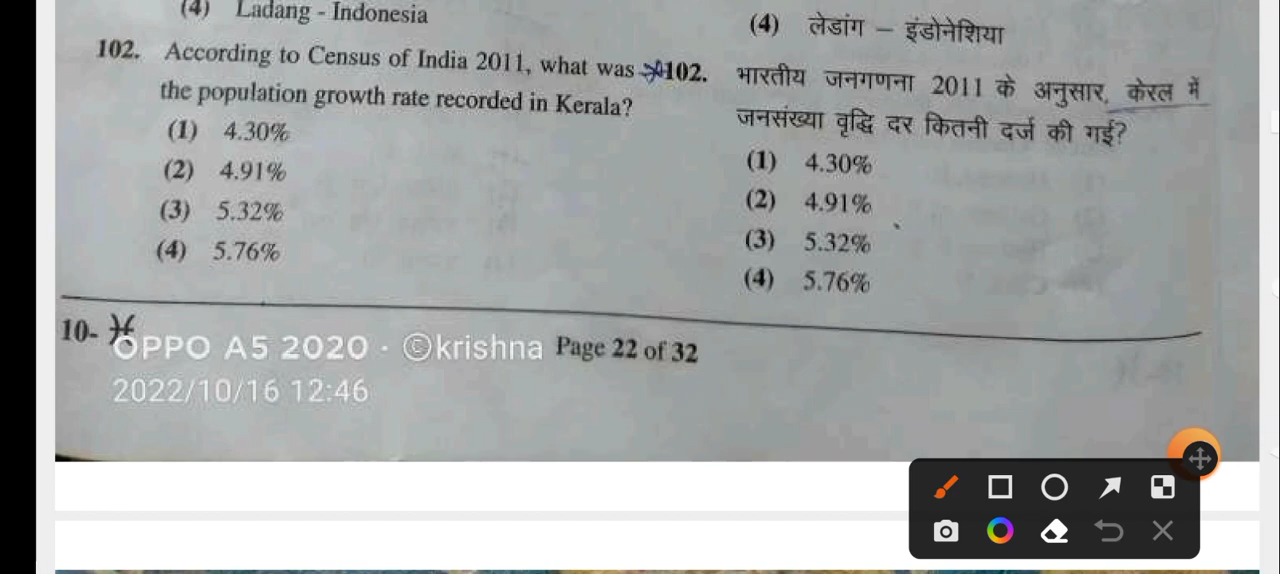 (4) Ladang - Indonesia
102. According to Census of India 2011, what was
the population growth rate recorded in Kerala?
(1) 4.30%
(2) 4.91%
(3) 5.32%
(4) 5.76%
(4) लेडांग – इंडोनेशिया
102. भारतीय जनगणना 2011 के अनुसार, केरल में
जनसंख्या वृद्धि दर कितनी दर्ज की गई?
(1) 4.30%
(2) 4.91%
(3) 5.32%
(4) 5.76%
10-
Page 22 of 32
OPPO A5 2020 · ©krishna
2022/10/16 12:46